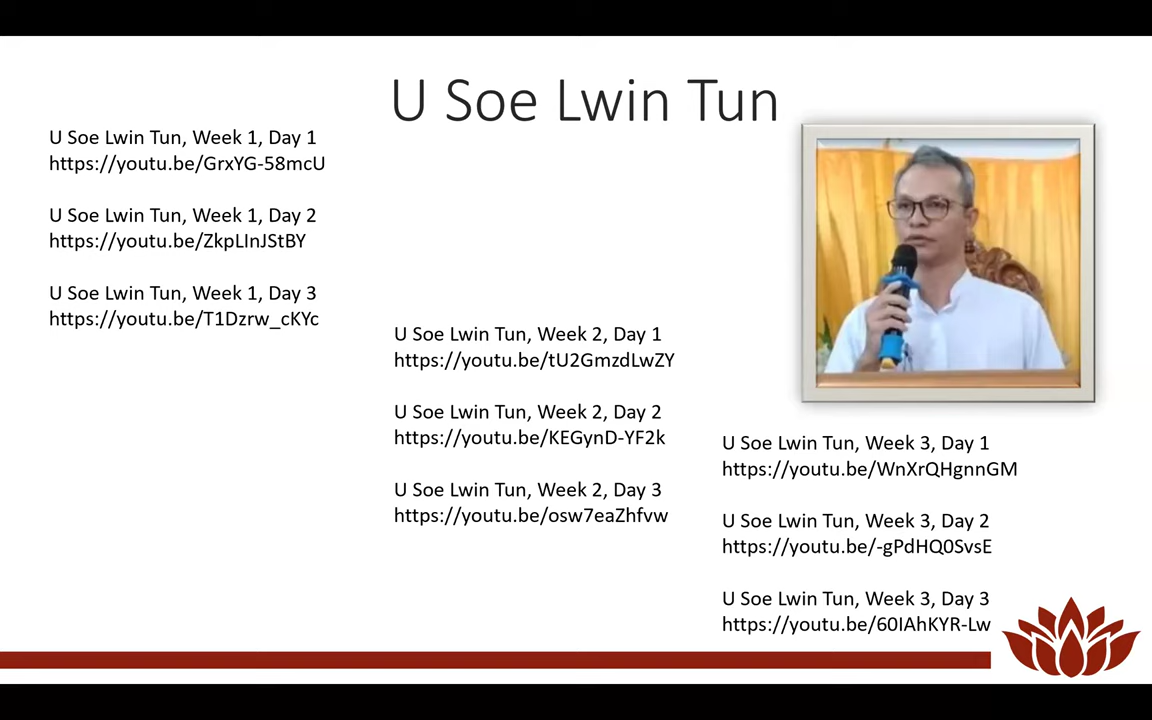 U Soe Lwin Tun
U Soe Lwin Tun, Week 1, Day 1
https://youtu.be/GrxYG-58mcU
U Soe Lwin Tun, Week 1, Day 2
https://youtu.be/ZkpLInJStBY
U Soe Lwin Tun, Week 1, Day 3
https://youtu.be/T1Dzrw_cKYc
U Soe Lwin Tun, Week 2, Day 1
https://youtu.be/tU2GmzdLwZY
U Soe Lwin Tun, Week 2, Day 2
https://youtu.be/KEGynD-YF2k
U Soe Lwin Tun, Week 2, Day 3
https://youtu.be/osw7eaZhfvw
U Soe Lwin Tun, Week 3, Day 1
https://youtu.be/WnXrQHgnnGM
U Soe Lwin Tun, Week 3, Day 2
https://youtu.be/-gPdHQ0SvsE
U Soe Lwin Tun, Week 3, Day 3
https://youtu.be/60IAhKYR-Lw